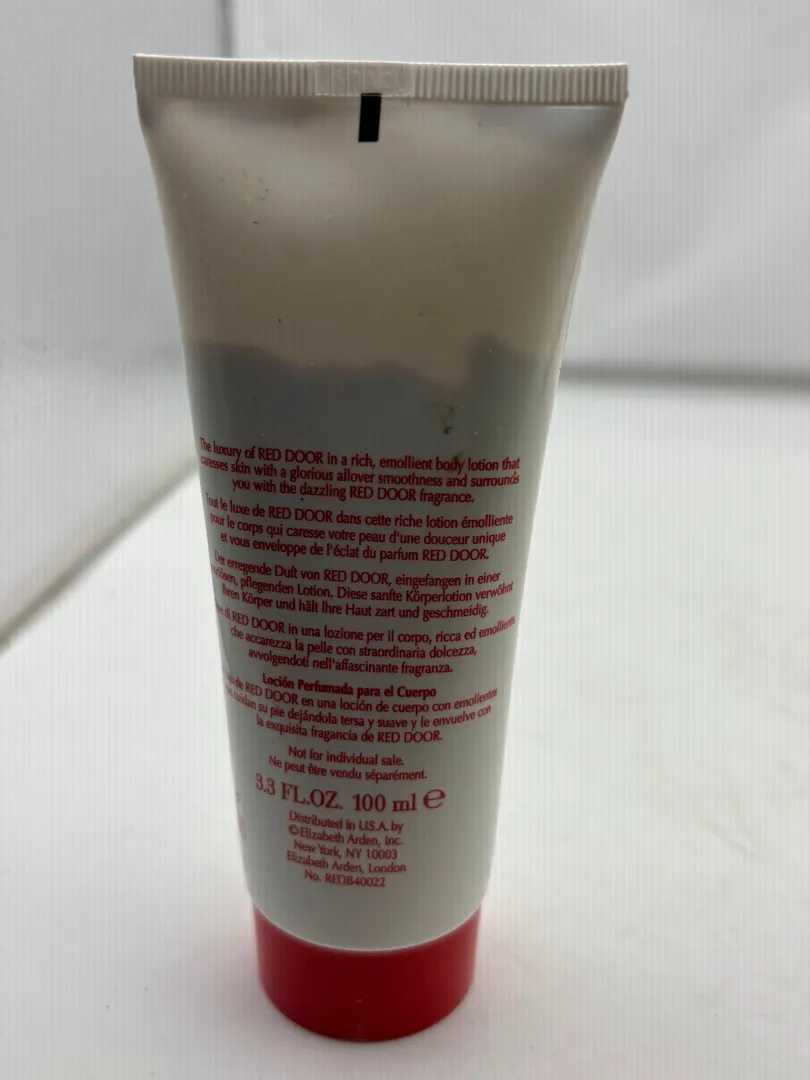 The luxury of RED DOOR in a rich, emollient body lotion that
caresses skin with a glorious allover smoothness and surrounds
you with the dazzling RED DOOR fragrance.
Tout le luxe de RED DOOR dans cette riche lotion émolliente
pour le corps qui caresse votre peau d'une douceur unique
et vous enveloppe de l'éclat du parfum RED DOOR.
Der erregende Duft von RED DOOR, eingefangen in einer
pflegenden Lotion. Diese sanfte Körperlotion verwöhnt
Ihren Körper und hält Ihre Haut zart und geschmeidig.
di RED DOOR in una lozione per il corpo, ricca ed emolliente
che accarezza la pelle con straordinaria dolcezza,
avvolgendoti nell'affascinante fragranza.
Loción Perfumada para el Cuerpo
de RED DOOR en una loción de cuerpo con emollientes
cuidan su pie dejándola tersa y suave y le envuelve con
la exquisita fragancia de RED DOOR.
Not for individual sale.
Ne peut être vendu séparément.
3.3 FL.OZ. 100 ml ℮
Distributed in U.S.A. by
©Elizabeth Arden, Inc.
New York, NY 10003
Elizabeth Arden, London
No. REDB40022